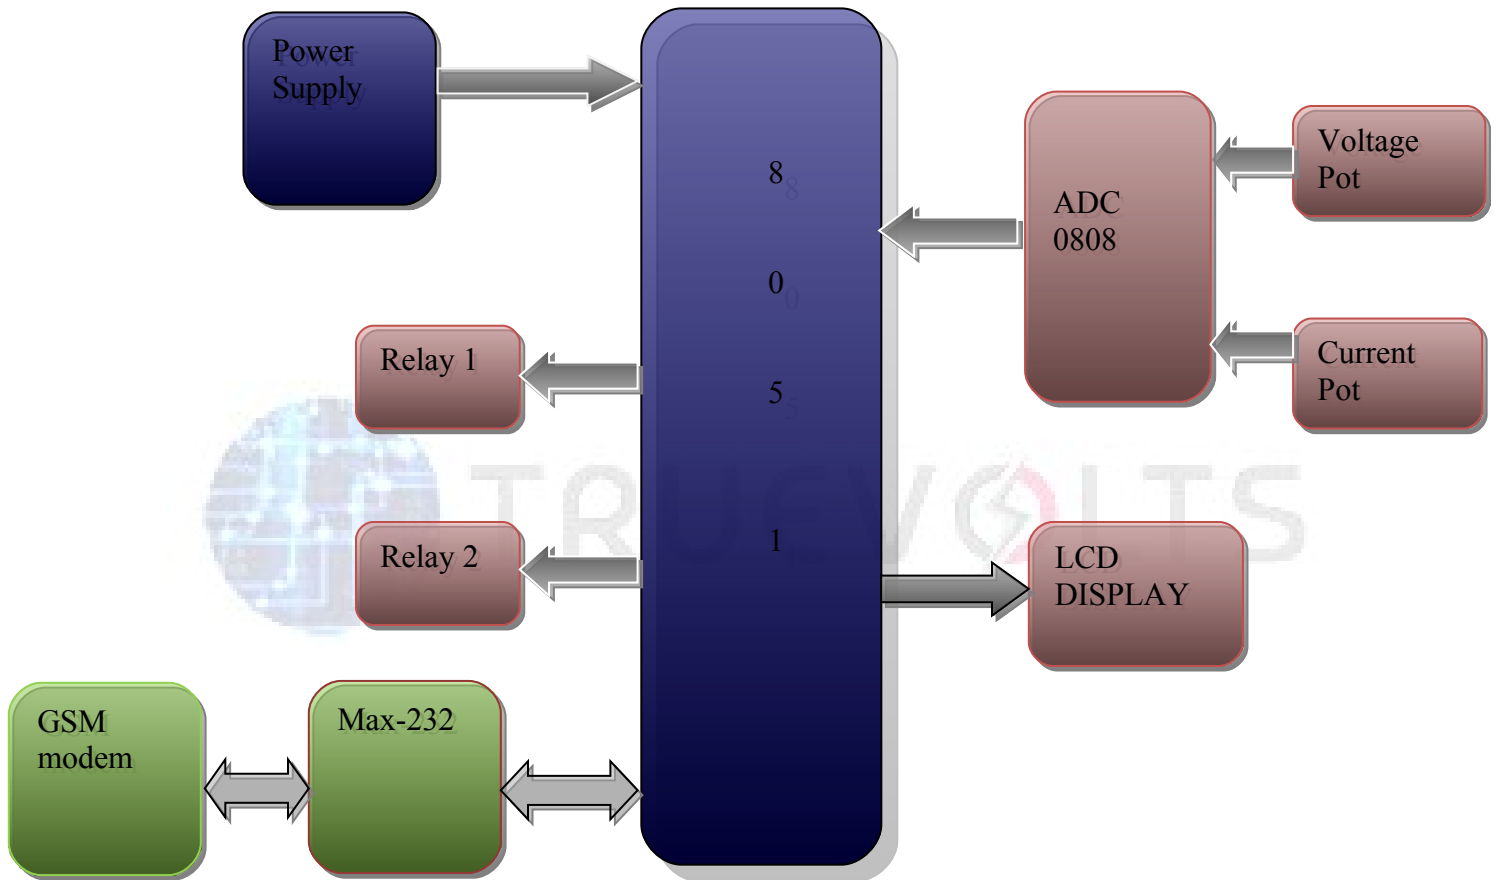 Power
Supply
8
0
5
1
ADC
0808
Voltage
Pot
Current
Pot
Relay 1
Relay 2
TRUEVOLTS
LCD
DISPLAY
GSM
modem
Max-232